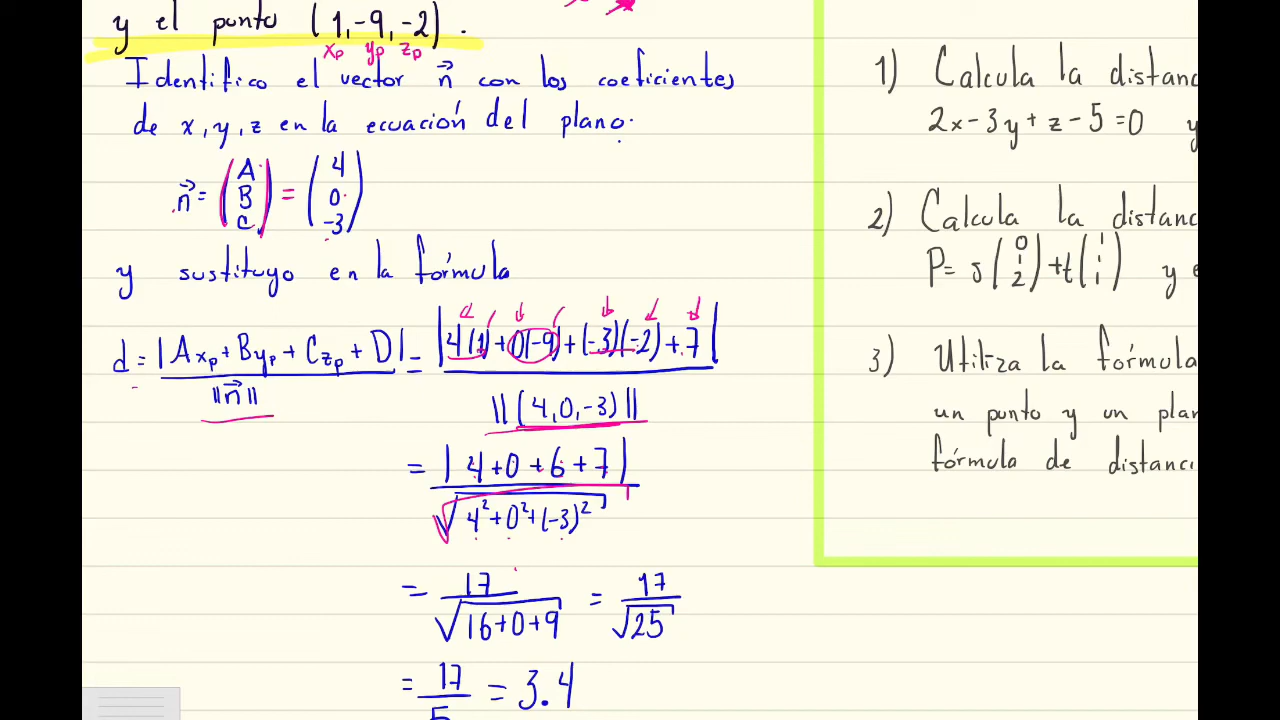 y el punto (1,-9,-2).
xp yp zp
Identifico el vector n⃗ con los coeficientes
de x, y, z en la ecuación del plano.
n⃗ = (A B C) = (4 0 -3)
y sustituyo en la fórmula
d = |Axp + Byp + Czp + D| / ||n⃗|| = |4(1)+0(-9)+(-3)(-2)+7| / ||(4,0,-3)||
= |4+0+6+7| / √(4²+0²+(-3)²)
= 17 / √(16+0+9) = 17 / √25
= 17 / 5 = 3.4
1) Calcula la distanc
2x-3y+z-5=0 y
2) Calcula la distanc
P= s(0 1 2)+t(1 1 1) y e
3) Utiliza la fórmula
un punto y un plan
fórmula de distanci